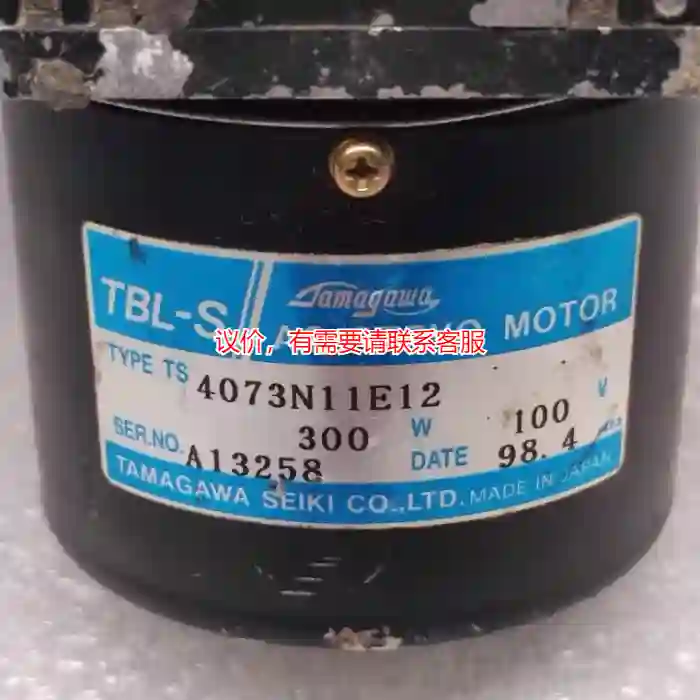 TBL-S Tamagawa
MOTOR
议价，有需要请联系客服
TYPE TS 4073N11E12
300 W 100 V
SER.NO. A13258 DATE 98. 4
TAMAGAWA SEIKI CO.,LTD. MADE IN JAPAN